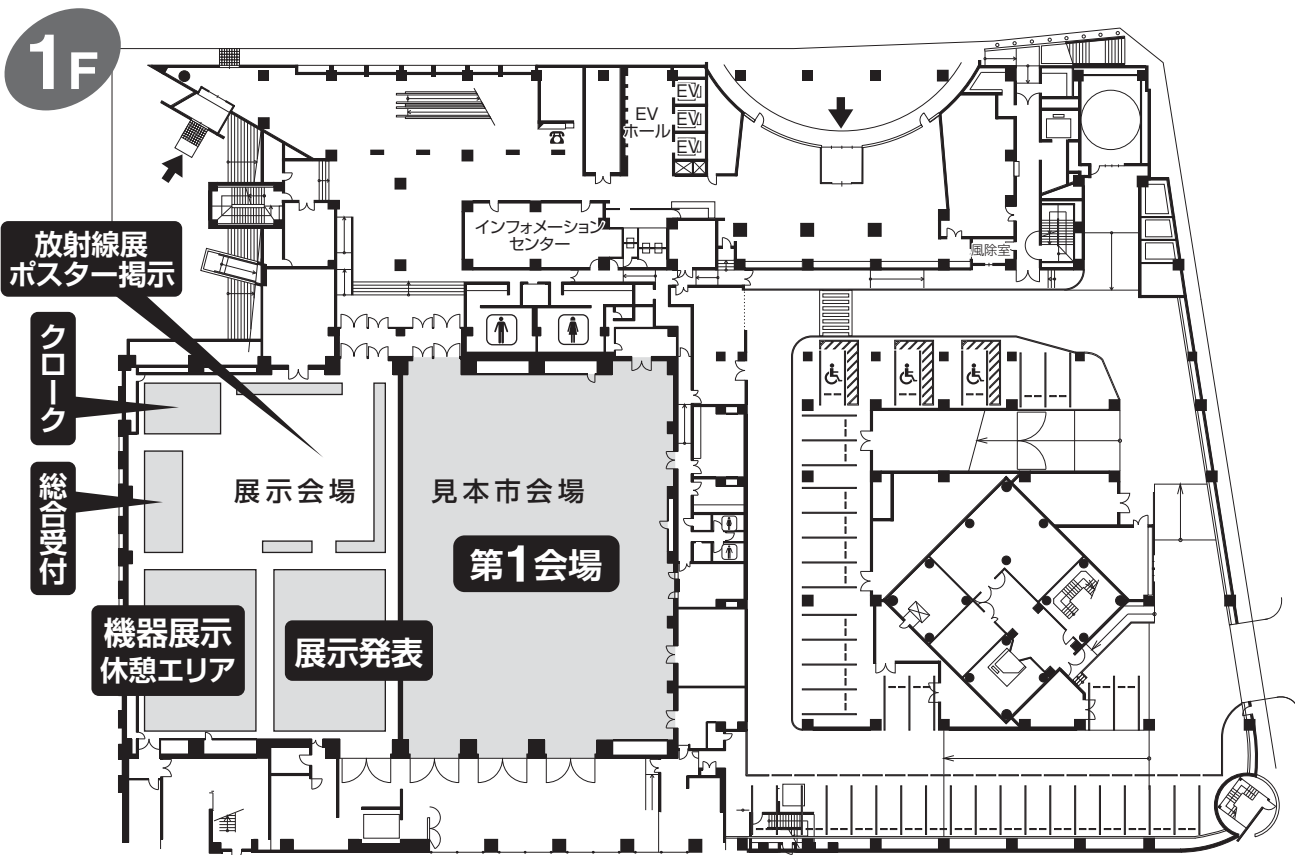 1F
EV
ホール
EV
EV
EV
インフォメーション
センター
風除室
放射線展
ポスター掲示
クローク
総合受付
展示会場
見本市会場
第1会場
機器展示
休憩エリア
展示発表